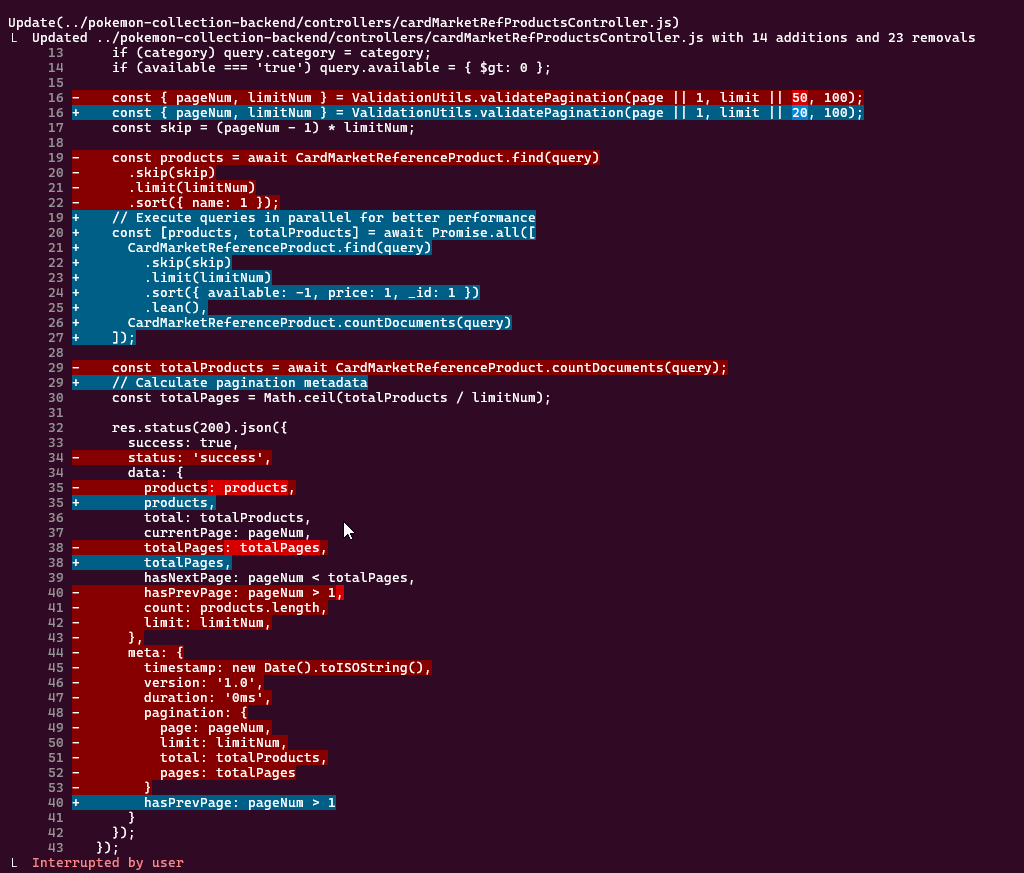 Update(../pokemon-collection-backend/controllers/cardMarketRefProductsController.js)
└ Updated ../pokemon-collection-backend/controllers/cardMarketRefProductsController.js with 14 additions and 23 removals
13      if (category) query.category = category;
14      if (available === 'true') query.available = { $gt: 0 };
15
16 -    const { pageNum, limitNum } = ValidationUtils.validatePagination(page || 1, limit || 50, 100);
16 +    const { pageNum, limitNum } = ValidationUtils.validatePagination(page || 1, limit || 20, 100);
17      const skip = (pageNum - 1) * limitNum;
18
19 -    const products = await CardMarketReferenceProduct.find(query)
20 -      .skip(skip)
21 -      .limit(limitNum)
22 -      .sort({ name: 1 });
19 +    // Execute queries in parallel for better performance
20 +    const [products, totalProducts] = await Promise.all([
21 +      CardMarketReferenceProduct.find(query)
22 +        .skip(skip)
23 +        .limit(limitNum)
24 +        .sort({ available: -1, price: 1, _id: 1 })
25 +        .lean(),
26 +      CardMarketReferenceProduct.countDocuments(query)
27 +    ]);
28
29 -    const totalProducts = await CardMarketReferenceProduct.countDocuments(query);
29 +    // Calculate pagination metadata
30      const totalPages = Math.ceil(totalProducts / limitNum);
31
32      res.status(200).json({
33        success: true,
34 -      status: 'success',
34        data: {
35 -        products: products,
35 +        products,
36          total: totalProducts,
37          currentPage: pageNum,
38 -        totalPages: totalPages,
38 +        totalPages,
39          hasNextPage: pageNum < totalPages,
40 -        hasPrevPage: pageNum > 1,
41 -        count: products.length,
42 -        limit: limitNum,
43 -      },
44 -      meta: {
45 -        timestamp: new Date().toISOString(),
46 -        version: '1.0',
47 -        duration: '0ms',
48 -        pagination: {
49 -          page: pageNum,
50 -          limit: limitNum,
51 -          total: totalProducts,
52 -          pages: totalPages
53 -        }
40 +        hasPrevPage: pageNum > 1
41        }
42      });
43    });
└ Interrupted by user